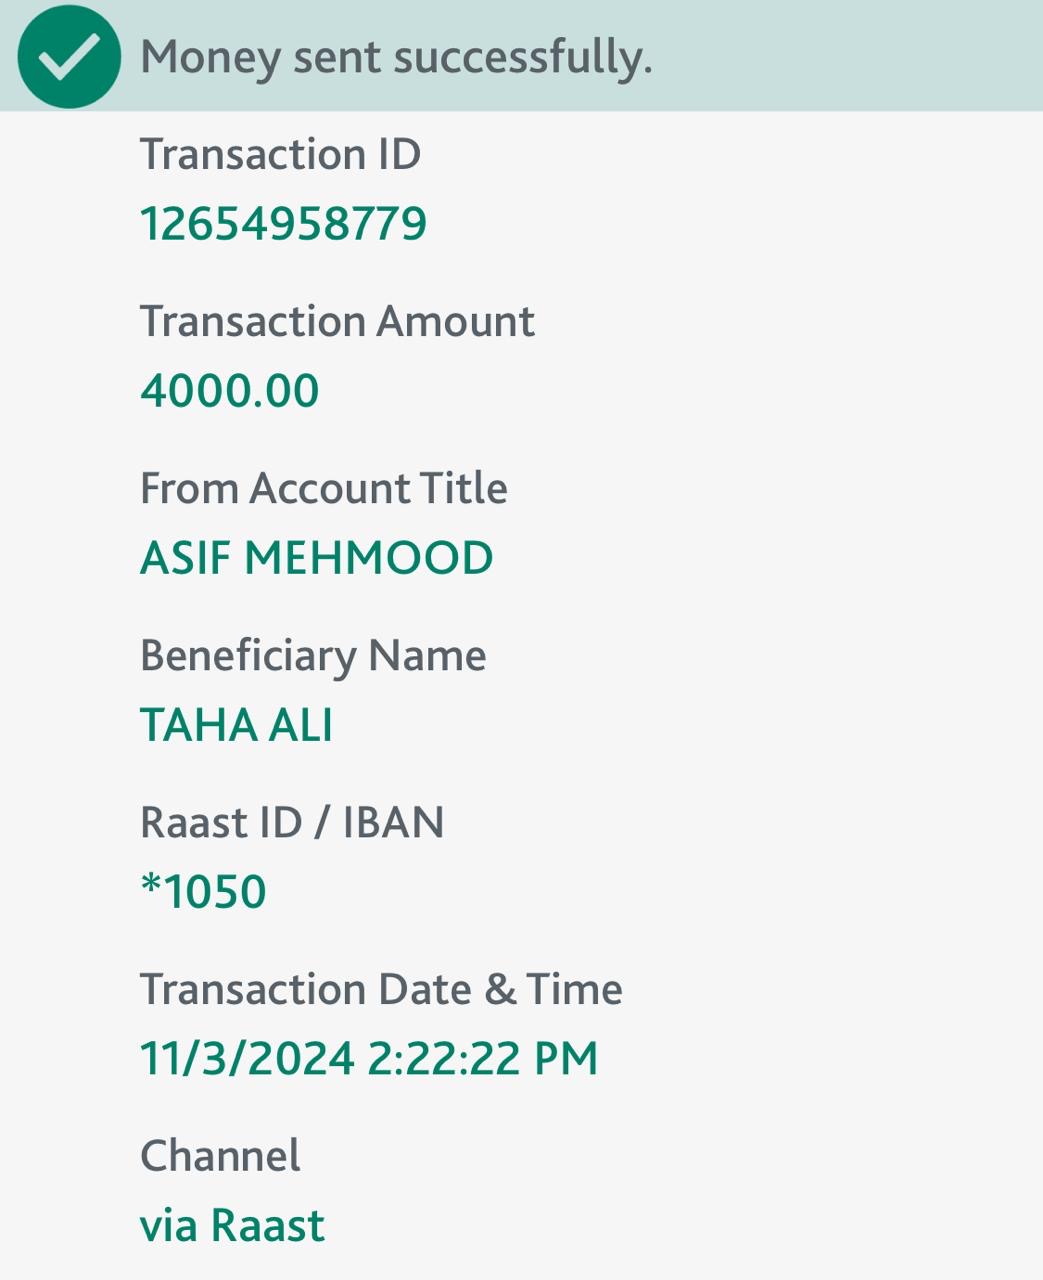 Money sent successfully.
Transaction ID
12654958779
Transaction Amount
4000.00
From Account Title
ASIF MEHMOOD
Beneficiary Name
TAHA ALI
Raast ID / IBAN
*1050
Transaction Date & Time
11/3/2024 2:22:22 PM
Channel
via Raast